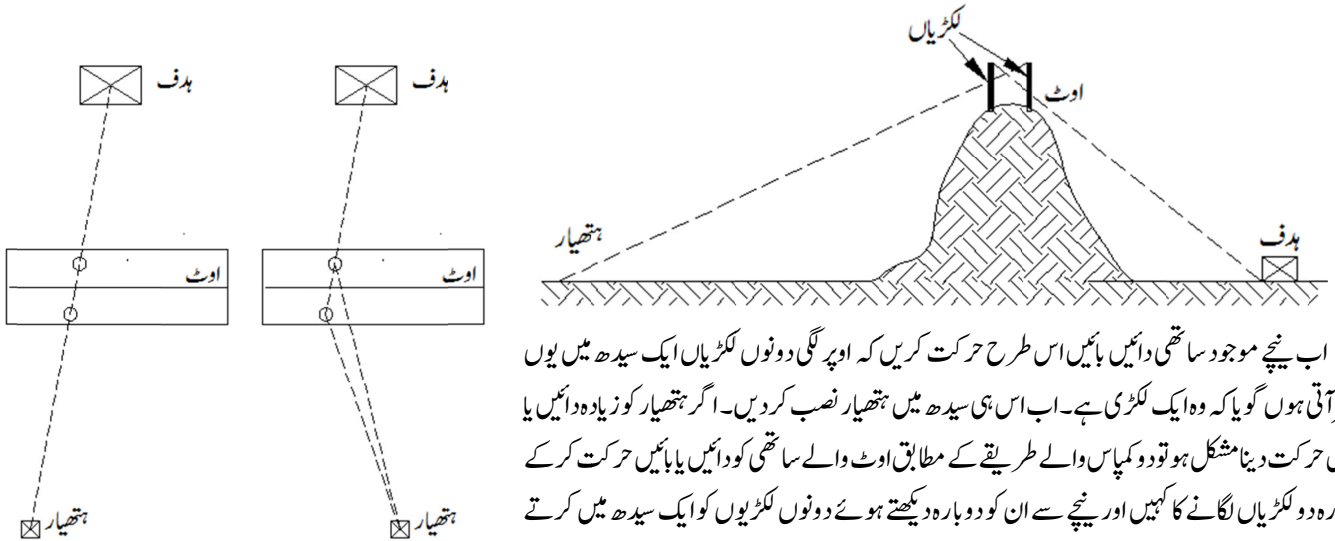 ہدف
ہدف
لکڑیاں
اوٹ
ہتھیار
ہدف
اوٹ
اوٹ
ہتھیار
ہتھیار
اب نیچے موجود ساتھی دائیں بائیں اس طرح حرکت کریں کہ اوپر لگی دونوں لکڑیاں ایک سیدھ میں یوں
آتی ہوں گویا کہ وہ ایک لکڑی ہے۔ اب اس ہی سیدھ میں ہتھیار نصب کردیں۔ اگر ہتھیار کو زیادہ دائیں یا
حرکت دینا مشکل ہو تو دو کمپاس والے طریقے کے مطابق اوٹ والے ساتھی کو دائیں یا بائیں حرکت کر کے
دو لکڑیاں لگانے کا کہیں اور نیچے سے ان کو دوبارہ دیکھتے ہوئے دونوں لکڑیوں کو ایک سیدھ میں کرتے